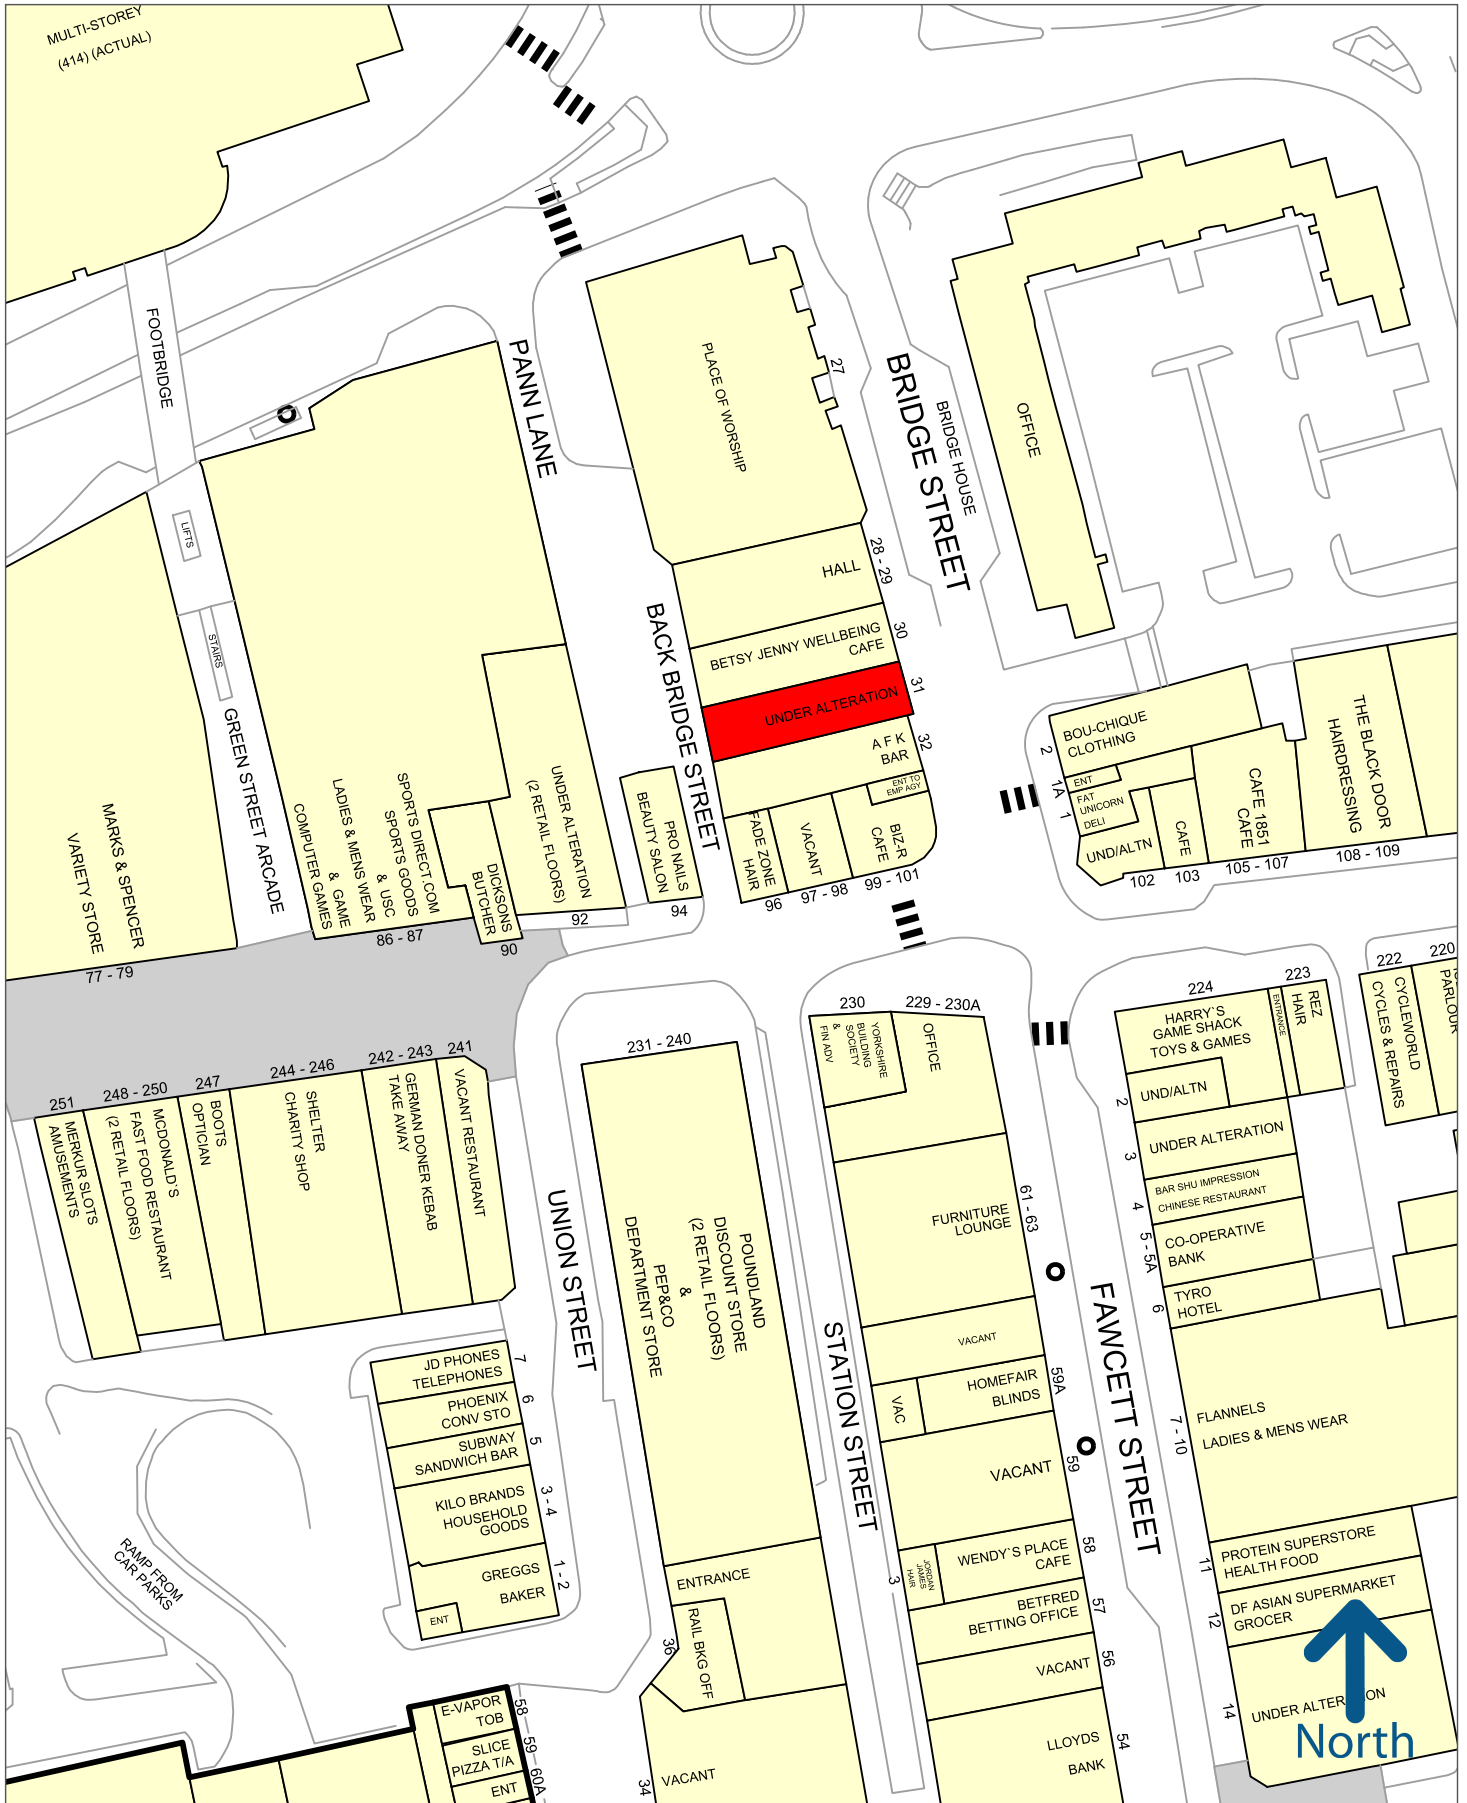 MULTI-STOREY
(414) (ACTUAL)
FOOTBRIDGE
LIFTS
STAIRS
GREEN STREET ARCADE
PANN LANE
PLACE OF WORSHIP
27
BRIDGE STREET
BRIDGE HOUSE
OFFICE
HALL
28 - 29
BETSY JENNY WELLBEING
CAFE
30
UNDER ALTERATION
31
A F K
BAR
32
ENT TO
EMP AGY
BACK BRIDGE STREET
FADE ZONE
HAIR
96
VACANT
97 - 98
BIZ-R
CAFE
99 - 101
MARKS & SPENCER
VARIETY STORE
77 - 79
SPORTS DIRECT.COM
SPORTS GOODS
& USC
LADIES & MENS WEAR
& GAME
COMPUTER GAMES
86 - 87
DICKSONS
BUTCHER
90
UNDER ALTERATION
(2 RETAIL FLOORS)
92
PRO NAILS
BEAUTY SALON
94
BOU-CHIQUE
CLOTHING
2
ENT
1A
FAT
UNICORN
DELI
1
UND/ALTN
102
CAFE
103
CAFE 1851
CAFE
105 - 107
THE BLACK DOOR
HAIRDRESSING
108 - 109
251
MERKUR SLOTS
AMUSEMENTS
248 - 250
MCDONALD`S
FAST FOOD RESTAURANT
(2 RETAIL FLOORS)
247
BOOTS
OPTICIAN
244 - 246
SHELTER
CHARITY SHOP
242 - 243
GERMAN DONER KEBAB
TAKE AWAY
241
VACANT RESTAURANT
UNION STREET
231 - 240
POUNDLAND
DISCOUNT STORE
(2 RETAIL FLOORS)
&
PEP&CO
DEPARTMENT STORE
230
YORKSHIRE
BUILDING
SOCIETY
&
FIN ADV
229 - 230A
OFFICE
FURNITURE
LOUNGE
61 - 63
VACANT
VAC
HOMEFAIR
BLINDS
59A
VACANT
59
WENDY`S PLACE
CAFE
58
JORDAN
JAMES
HAIR
3
BETFRED
BETTING OFFICE
57
VACANT
56
LLOYDS
BANK
54
STATION STREET
FAWCETT STREET
224
HARRY`S
GAME SHACK
TOYS & GAMES
ENTRANCE
223
REZ
HAIR
222
CYCLEWORLD
CYCLES & REPAIRS
220
PARLOUR
UND/ALTN
2
UNDER ALTERATION
3
BAR SHU IMPRESSION
CHINESE RESTAURANT
4
CO-OPERATIVE
BANK
5 - 5A
TYRO
HOTEL
6
FLANNELS
LADIES & MENS WEAR
7 - 10
PROTEIN SUPERSTORE
HEALTH FOOD
11
DF ASIAN SUPERMARKET
GROCER
12
UNDER ALTERATION
14
North
JD PHONES
TELEPHONES
7
PHOENIX
CONV STO
6
SUBWAY
SANDWICH BAR
5
KILO BRANDS
HOUSEHOLD
GOODS
3 - 4
GREGGS
BAKER
1 - 2
ENT
RAMP FROM
CAR PARKS
ENTRANCE
RAIL BKG OFF
36
VACANT
34
E-VAPOR
TOB
58
SLICE
PIZZA T/A
59
ENT
60A